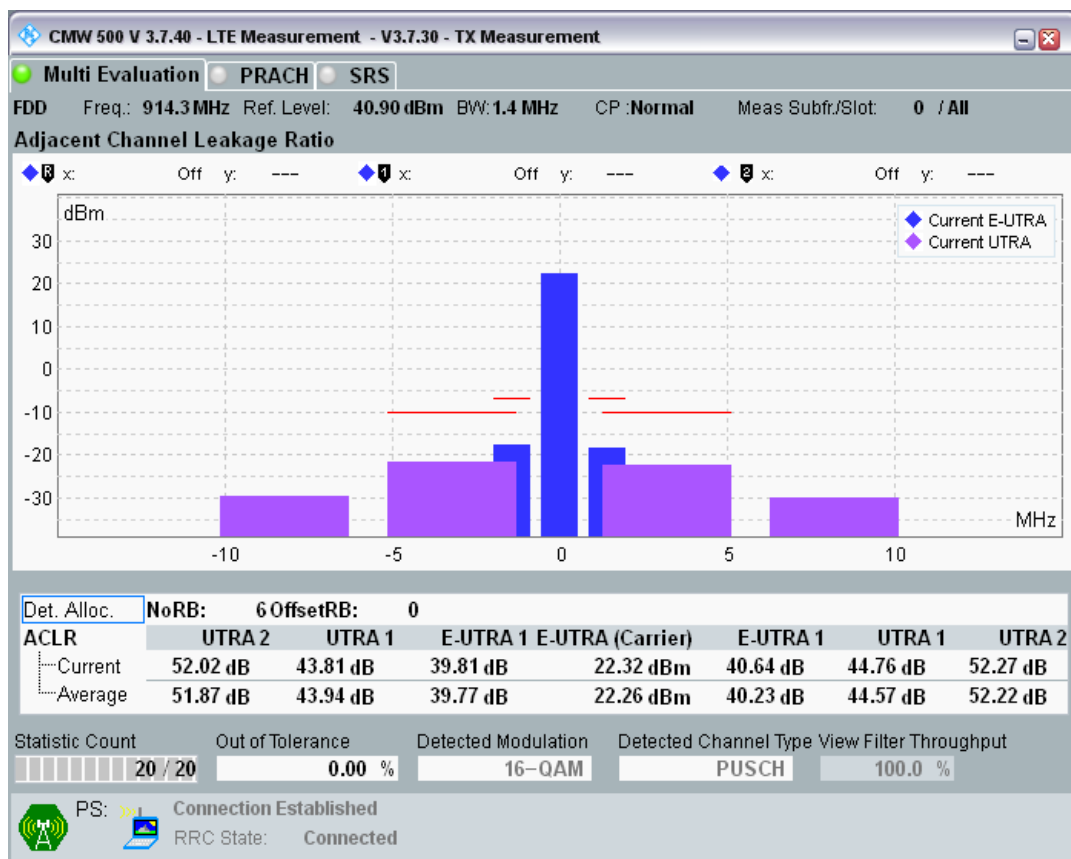 CMW 500 V 3.7.40 - LTE Measurement - V3.7.30 - TX Measurement
Multi Evaluation PRACH SRS
FDD Freq.: 914.3 MHz Ref. Level: 40.90 dBm BW: 1.4 MHz CP :Normal Meas Subfr./Slot: 0 / All
Adjacent Channel Leakage Ratio
R x: Off y: --- 1 x: Off y: --- 2 x: Off y: ---
dBm
Current E-UTRA
Current UTRA
30
20
10
0
-10
-20
-30
MHz
-10 -5 0 5 10
Det. Alloc. NoRB: 6 OffsetRB: 0
ACLR UTRA 2 UTRA 1 E-UTRA 1 E-UTRA (Carrier) E-UTRA 1 UTRA 1 UTRA 2
Current 52.02 dB 43.81 dB 39.81 dB 22.32 dBm 40.64 dB 44.76 dB 52.27 dB
Average 51.87 dB 43.94 dB 39.77 dB 22.26 dBm 40.23 dB 44.57 dB 52.22 dB
Statistic Count Out of Tolerance Detected Modulation Detected Channel Type View Filter Throughput
20 / 20 0.00 % 16-QAM PUSCH 100.0 %
PS: Connection Established
RRC State: Connected